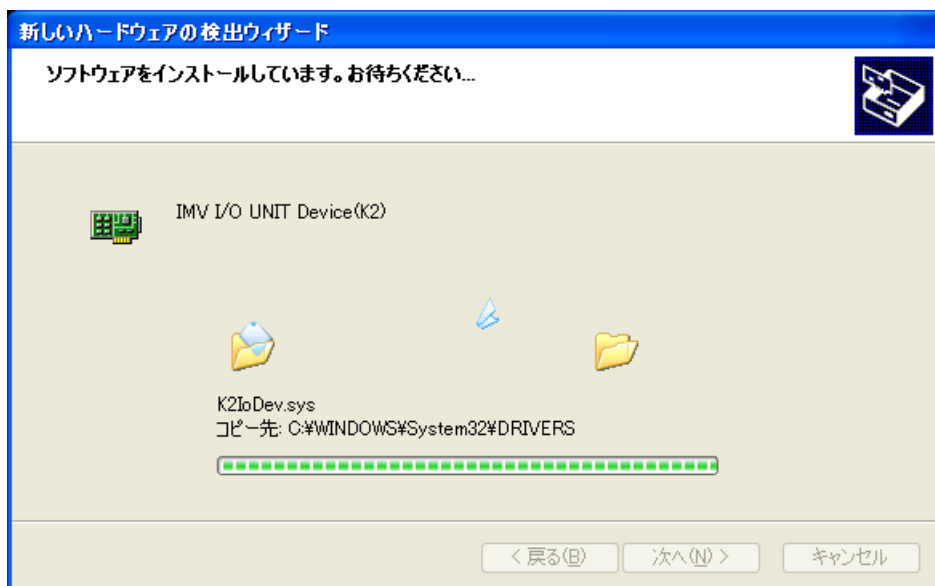 新しいハードウェアの検出ウィザード
ソフトウェアをインストールしています。お待ちください...
IMV I/O UNIT Device(K2)
K2IoDev.sys
コピー先: C:¥WINDOWS¥System32¥DRIVERS
< 戻る(B) 次へ(N) > キャンセル